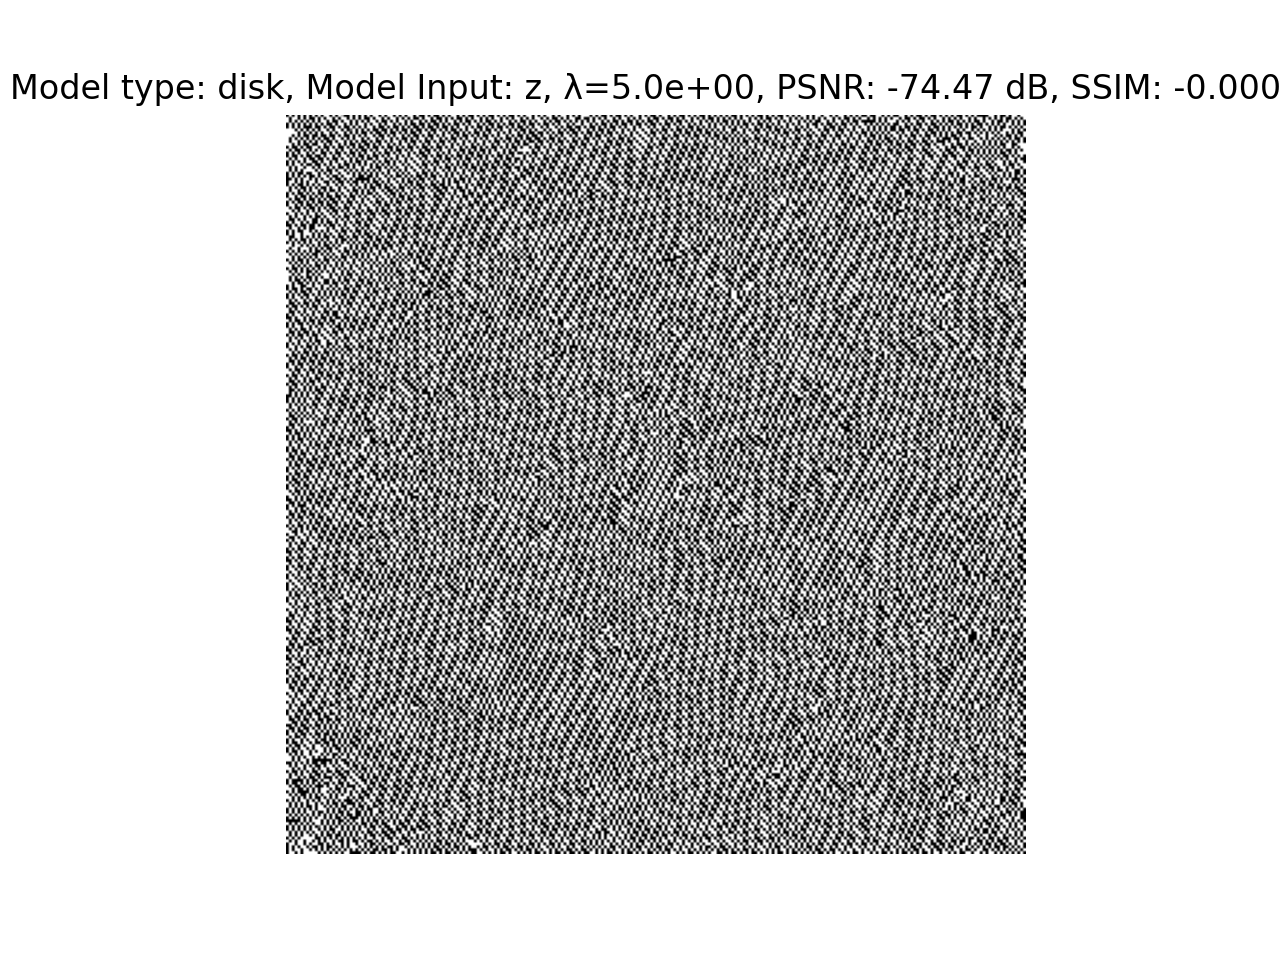 Model type: disk, Model Input: z, λ=5.0e+00, PSNR: -74.47 dB, SSIM: -0.000